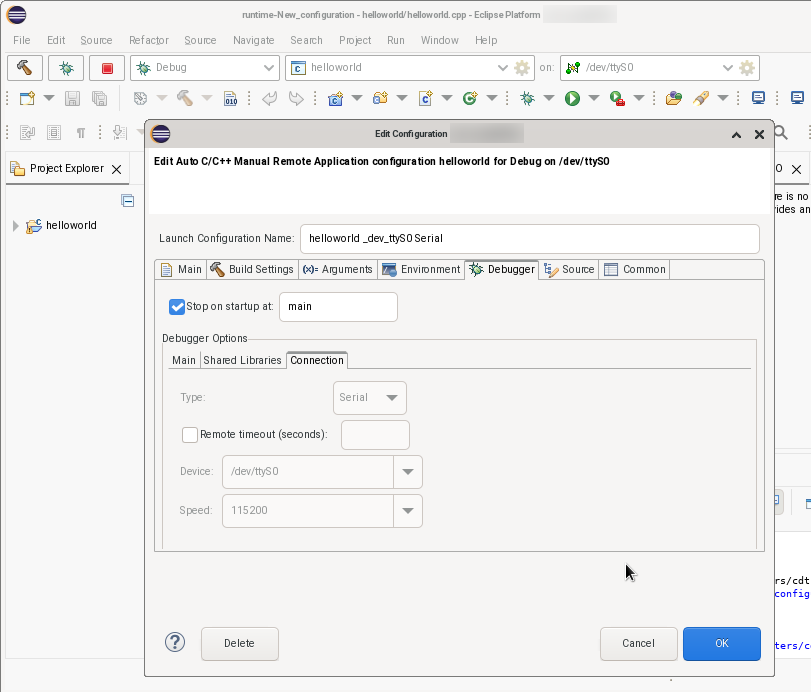 runtime-New_configuration - helloworld/helloworld.cpp - Eclipse Platform
File Edit Source Refactor Source Navigate Search Project Run Window Help
Debug helloworld on: /dev/ttyS0
010
Edit Configuration
Project Explorer
helloworld
Edit Auto C/C++ Manual Remote Application configuration helloworld for Debug on /dev/ttyS0
Launch Configuration Name: helloworld _dev_ttyS0 Serial
Main Build Settings (x)= Arguments Environment Debugger Source Common
Stop on startup at: main
Debugger Options
Main Shared Libraries Connection
Type: Serial
Remote timeout (seconds):
Device: /dev/ttyS0
Speed: 115200
? Delete Cancel OK
re is no
rs/cdt
config